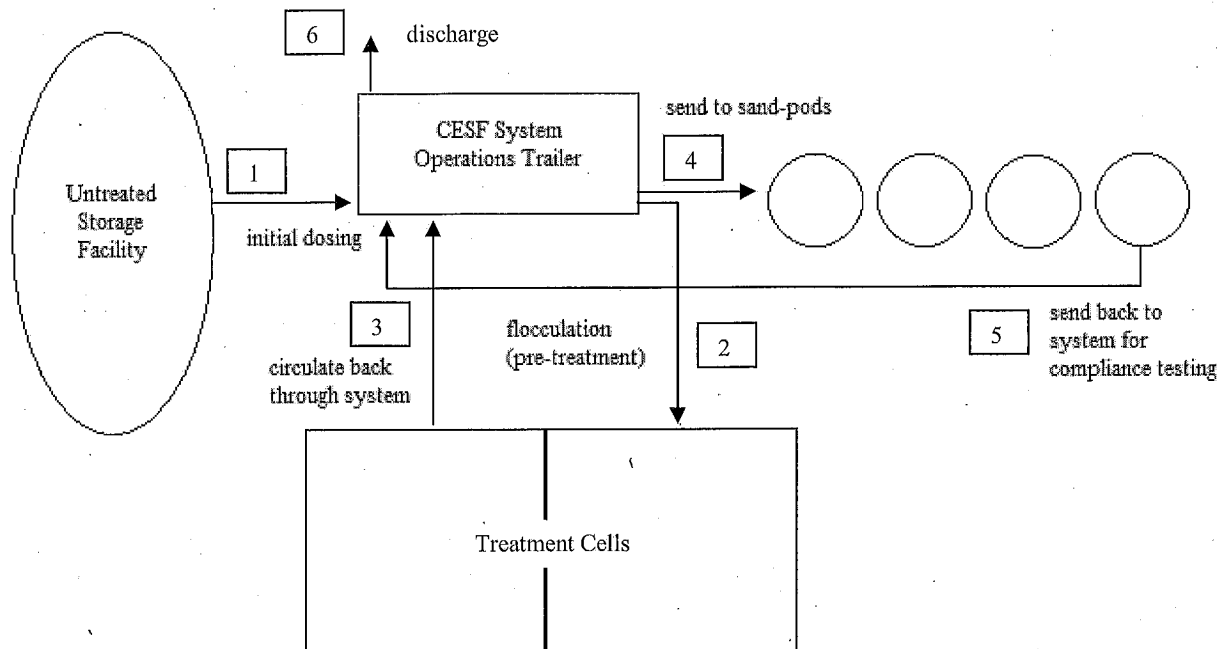 6
discharge
CESF System
Operations Trailer
send to sand-pods
4
1
Untreated
Storage
Facility
initial dosing
3
circulate back
through system
flocculation
(pre-treatment)
2
5
send back to
system for
compliance testing
Treatment Cells